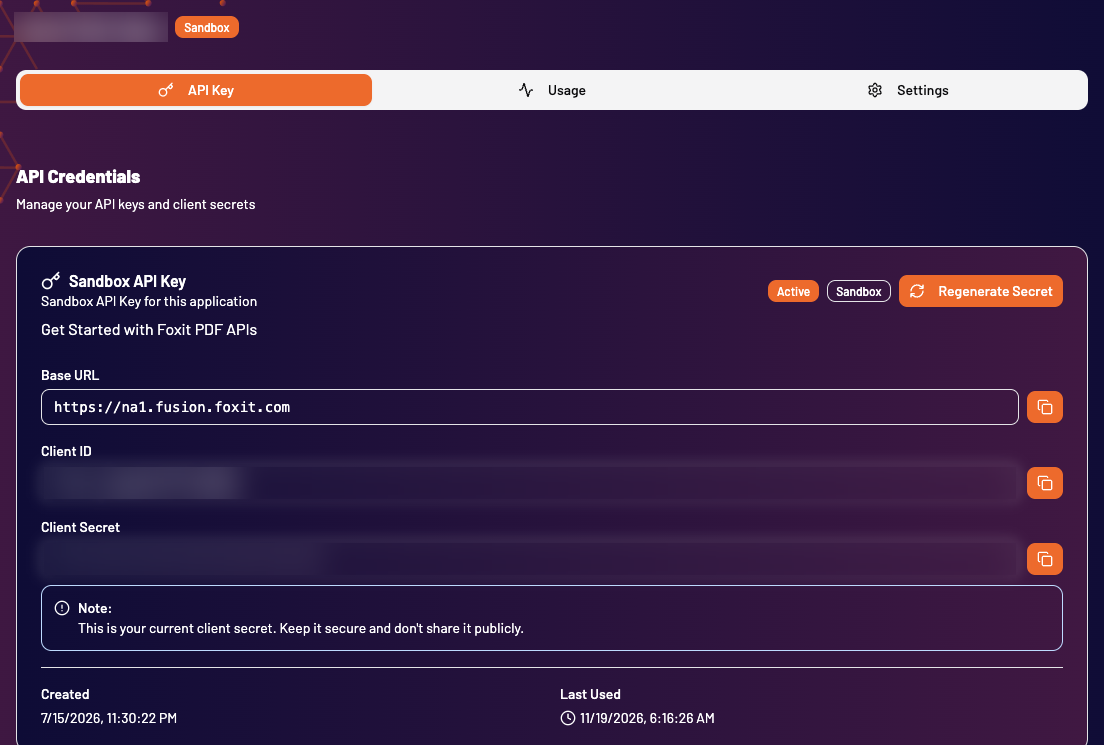 Sandbox
API Key
Usage
Settings
API Credentials
Manage your API keys and client secrets
Sandbox API Key
Sandbox API Key for this application
Get Started with Foxit PDF APIs
Active
Sandbox
Regenerate Secret
Base URL
https://na1.fusion.foxit.com
Client ID
Client Secret
Note:
This is your current client secret. Keep it secure and don't share it publicly.
Created
7/15/2026, 11:30:22 PM
Last Used
11/19/2026, 6:16:26 AM